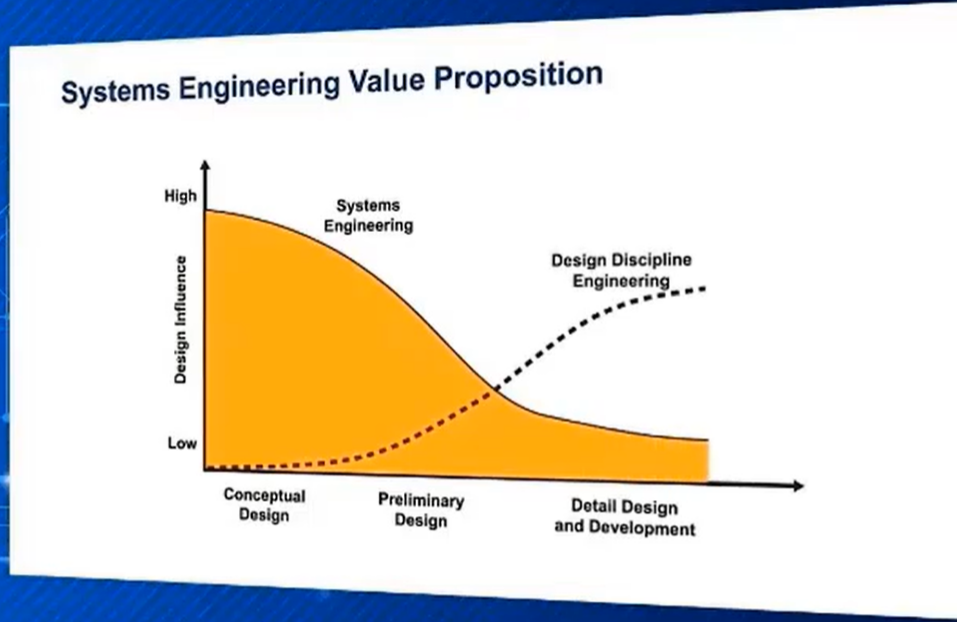 Systems Engineering Value Proposition
High
Systems
Engineering
Design Discipline
Engineering
Design Influence
Low
Conceptual
Design
Preliminary
Design
Detail Design
and Development